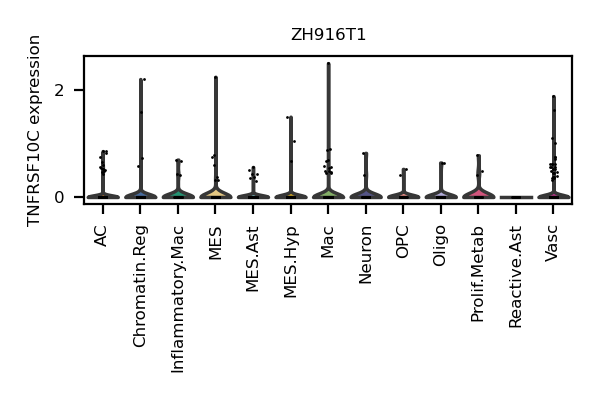 ZH916T1
TNFRSF10C expression
2
0
AC
Chromatin.Reg
Inflammatory.Mac
MES
MES.Ast
MES.Hyp
Mac
Neuron
OPC
Oligo
Prolif.Metab
Reactive.Ast
Vasc